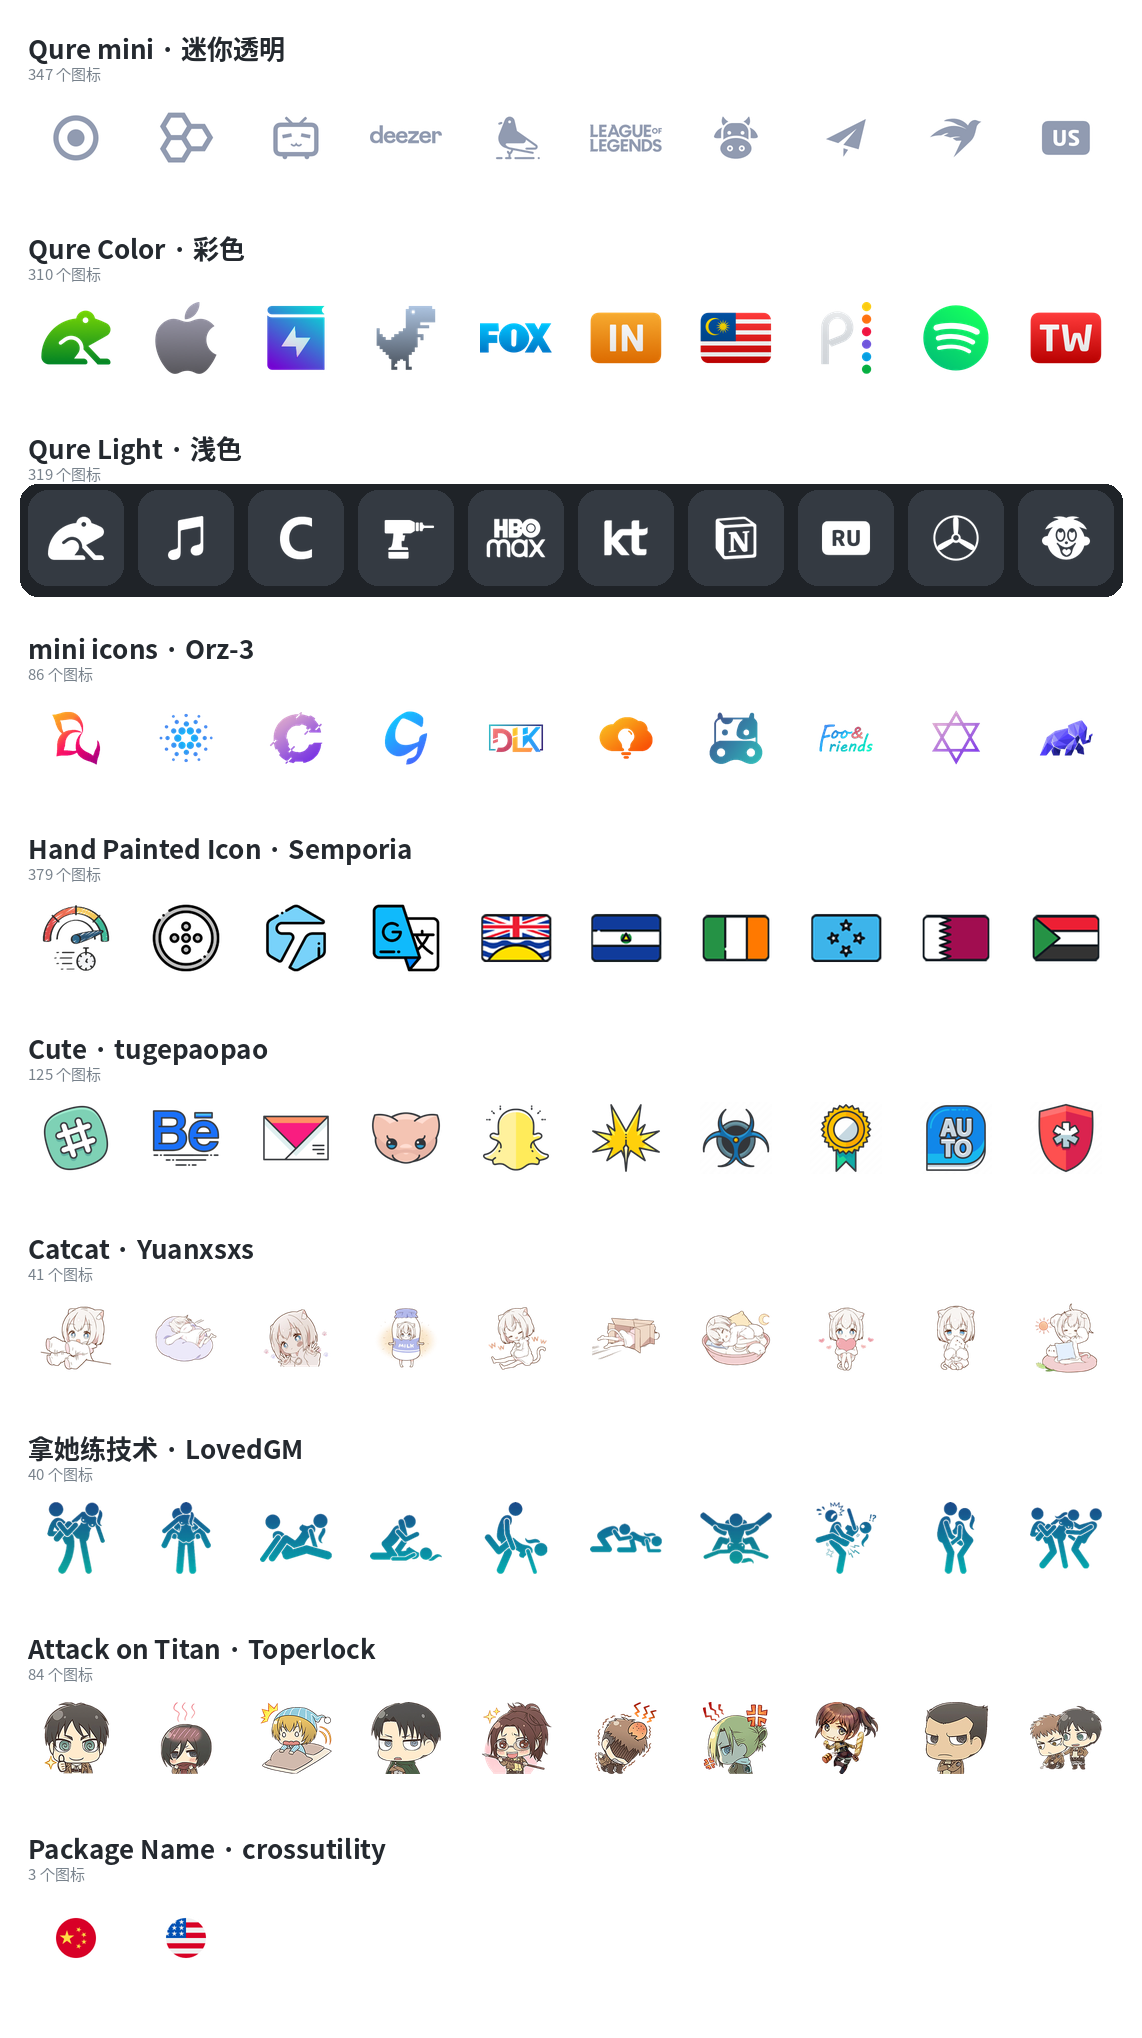 Qure mini · 迷你透明
347 个图标
deezer
LEAGUE OF
LEGENDS
US
Qure Color · 彩色
310 个图标
FOX
IN
TW
Qure Light · 浅色
319 个图标
C
HBO
max
kt
N
RU
mini icons · Orz-3
86 个图标
DLK
Foo&
friends
Hand Painted Icon · Semporia
379 个图标
G
文
Cute · tugepaopao
125 个图标
Bē
AU
TO
Catcat · Yuanxsxs
41 个图标
MILK
拿她练技术 · LovedGM
40 个图标
!?
Attack on Titan · Toperlock
84 个图标
Package Name · crossutility
3 个图标